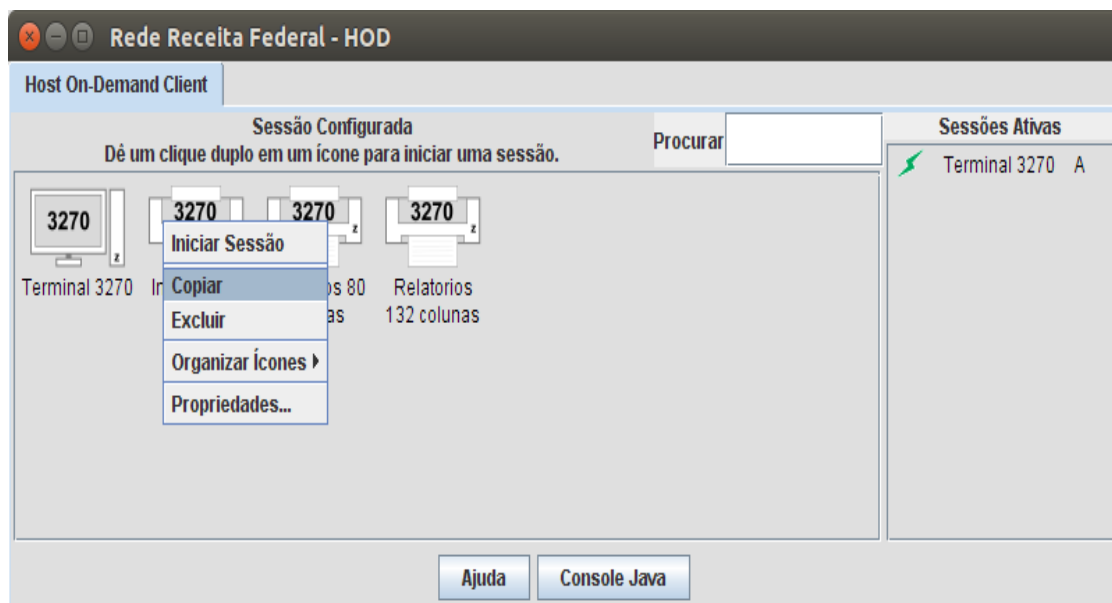 Rede Receita Federal - HOD
Host On-Demand Client
Sessão Configurada
Dê um clique duplo em um ícone para iniciar uma sessão.
Procurar
Sessões Ativas
Terminal 3270 A
3270
z
Terminal 3270
3270
3270
z
80
3270
z
Relatorios
132 colunas
Iniciar Sessão
Copiar
Excluir
Organizar Ícones
Propriedades...
Ajuda
Console Java